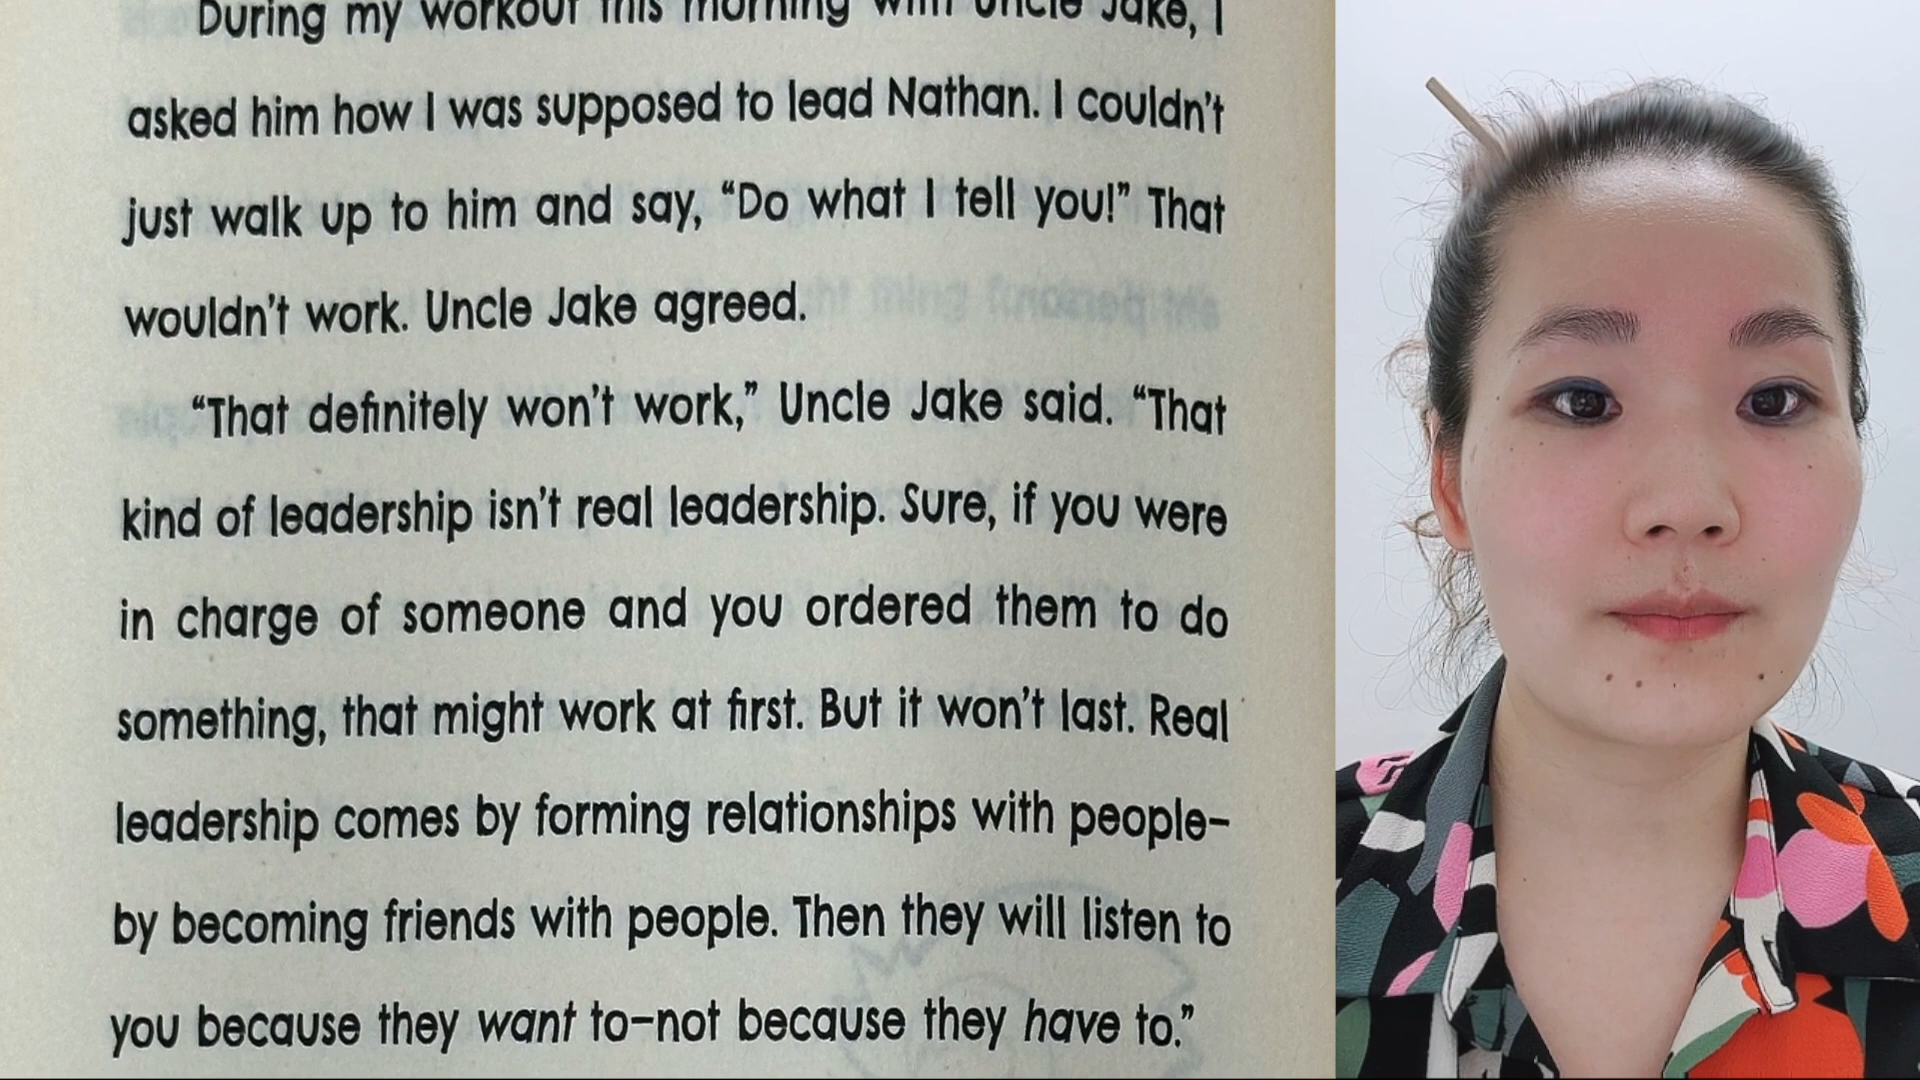 During my workout this morning with Uncle Jake, I
asked him how I was supposed to lead Nathan. I couldn't
just walk up to him and say, “Do what I tell you!” That
wouldn't work. Uncle Jake agreed.
“That definitely won't work,” Uncle Jake said. “That
kind of leadership isn't real leadership. Sure, if you were
in charge of someone and you ordered them to do
something, that might work at first. But it won't last. Real
leadership comes by forming relationships with people–
by becoming friends with people. Then they will listen to
you because they want to–not because they have to.”